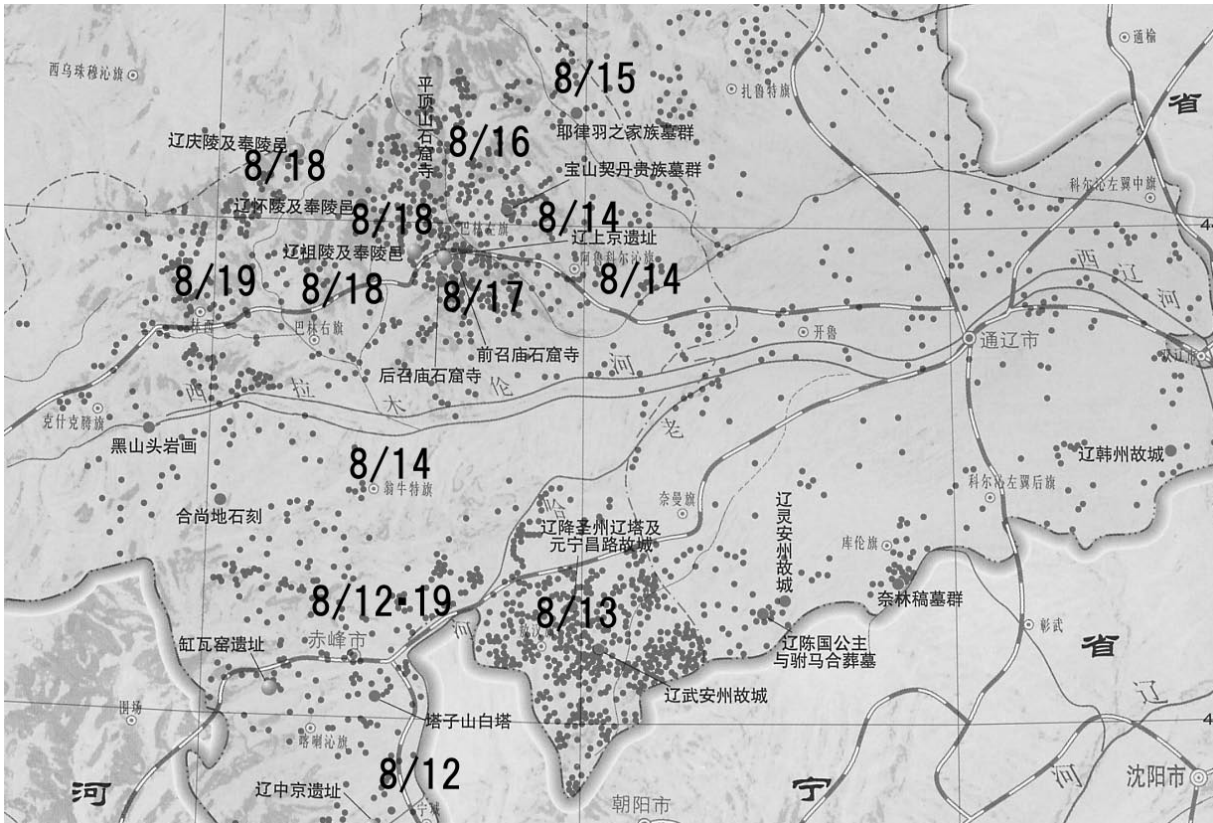 通榆
西乌珠穆沁旗
平顶山石窟寺
8/15
扎鲁特旗
省
耶律羽之家族墓群
辽庆陵及奉陵邑
8/16
8/18
宝山契丹贵族墓群
科尔沁左翼中旗
辽怀陵及奉陵邑
8/18
巴林左旗
8/14
辽上京遗址
4
辽祖陵及奉陵邑
阿鲁科尔沁旗
西辽河
8/19
8/18
8/17
8/14
林西
巴林右旗
开鲁
通辽市
前召庙石窟寺
后召庙石窟寺
西拉木伦河
老哈河
克什克腾旗
黑山头岩画
8/14
翁牛特旗
辽韩州故城
科尔沁左翼后旗
合尚地石刻
奈曼旗
辽灵安州故城
辽降圣州辽塔及
元宁昌路故城
库伦旗
奈林稿墓群
8/12·19
8/13
赤峰市
缸瓦窑遗址
辽陈国公主
与驸马合葬墓
彰武
省
辽武安州故城
围场
塔子山白塔
喀喇沁旗
4
8/12
辽中京遗址
宁城
河
朝阳市
宁
辽河
沈阳市